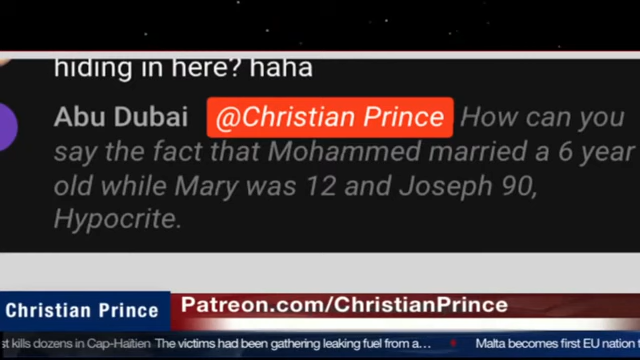 hiding in here? haha
Abu Dubai @Christian Prince How can you
say the fact that Mohammed married a 6 year
old while Mary was 12 and Joseph 90,
Hypocrite.
Christian Prince Patreon.com/ChristianPrince
kills dozens in Cap-Haïtien The victims had been gathering leaking fuel from a... Malta becomes first EU nation